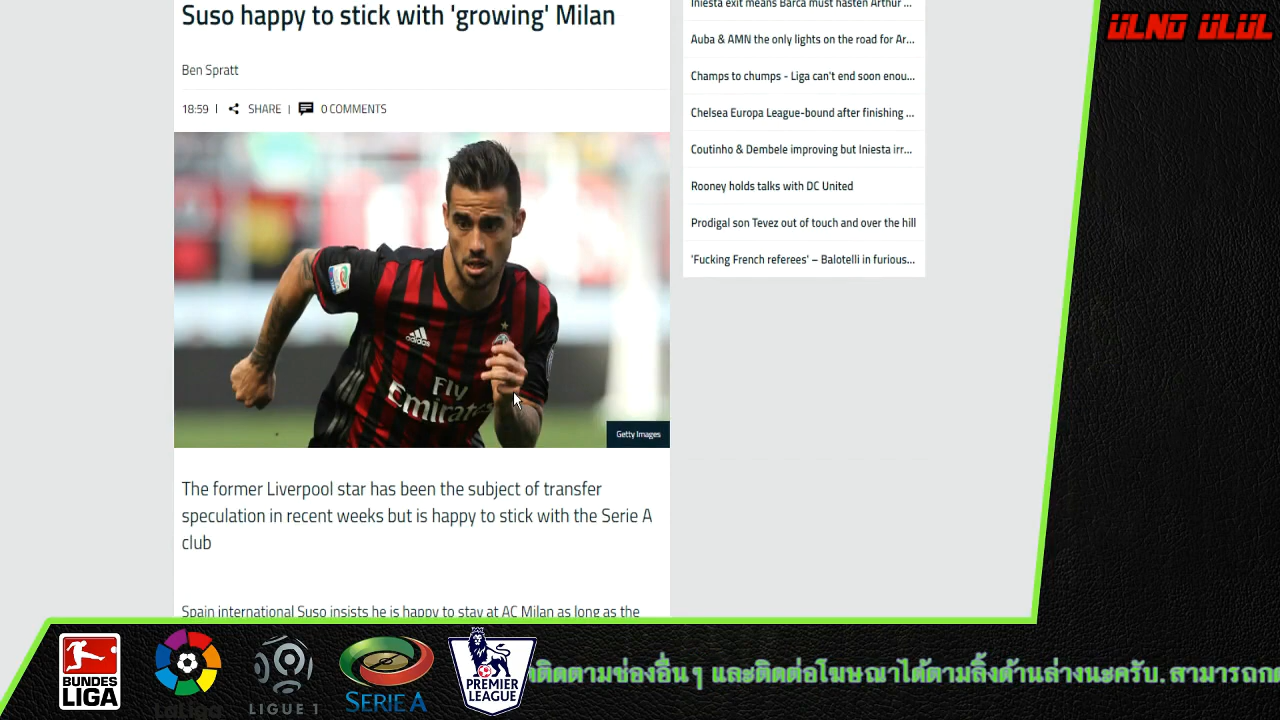 Suso happy to stick with 'growing' Milan
Ben Spratt
18:59 | SHARE | 0 COMMENTS
Fly
Emirates
adidas
Getty Images
The former Liverpool star has been the subject of transfer
speculation in recent weeks but is happy to stick with the Serie A
club
Spain international Suso insists he is happy to stay at AC Milan as long as the
Iniesta exit means Barca must hasten Arthur ...
Auba & AMN the only lights on the road for Ar...
Champs to chumps - Liga can't end soon enou...
Chelsea Europa League-bound after finishing ...
Coutinho & Dembele improving but Iniesta irr...
Rooney holds talks with DC United
Prodigal son Tevez out of touch and over the hill
'Fucking French referees' – Balotelli in furious...
BUNDES
LIGA
LaLiga
LIGUE 1
SERIE A
PREMIER
LEAGUE
ติดตามช่องอื่นๆ และติดต่อโฆษณาได้ตามลิ้งด้านล่างนะครับ. สามารถกด